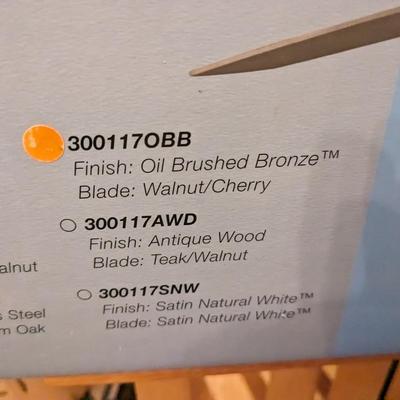 300117OBB
Finish: Oil Brushed Bronze™
Blade: Walnut/Cherry
300117AWD
Finish: Antique Wood
Blade: Teak/Walnut
300117SNW
Finish: Satin Natural White™
Blade: Satin Natural White™
alnut
s Steel
m Oak